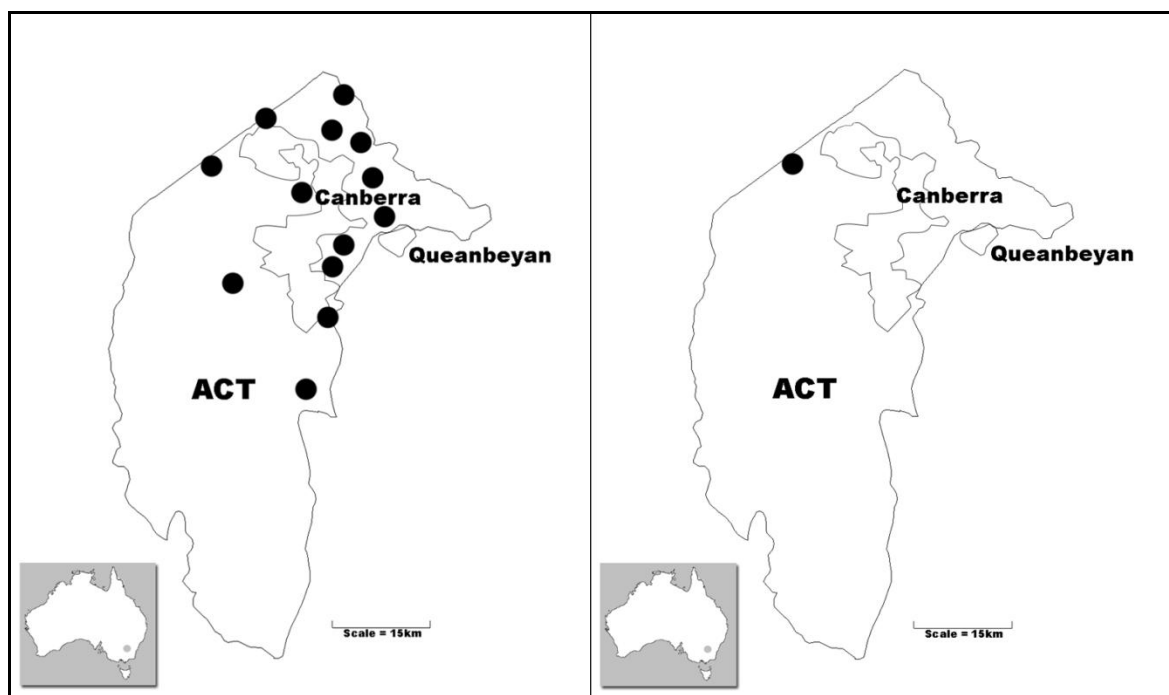 Canberra
Queanbeyan
ACT
Scale = 15km
Canberra
Queanbeyan
ACT
Scale = 15km